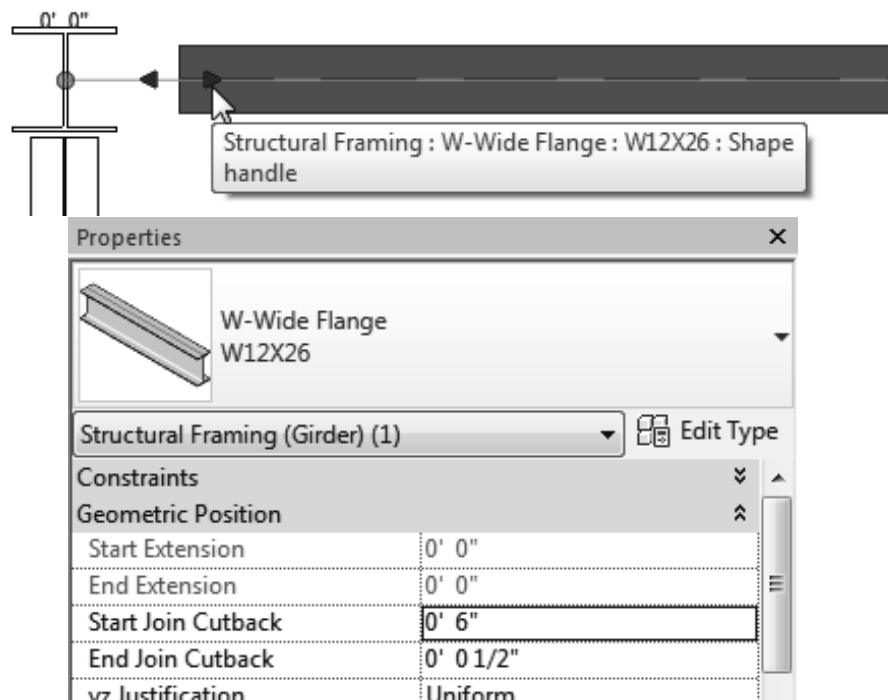 0' 0"
Structural Framing : W-Wide Flange : W12X26 : Shape
handle
Properties
W-Wide Flange
W12X26
Structural Framing (Girder) (1)
Edit Type
Constraints
Geometric Position
Start Extension 0' 0"
End Extension 0' 0"
Start Join Cutback 0' 6"
End Join Cutback 0' 0 1/2"
yz Justification Uniform